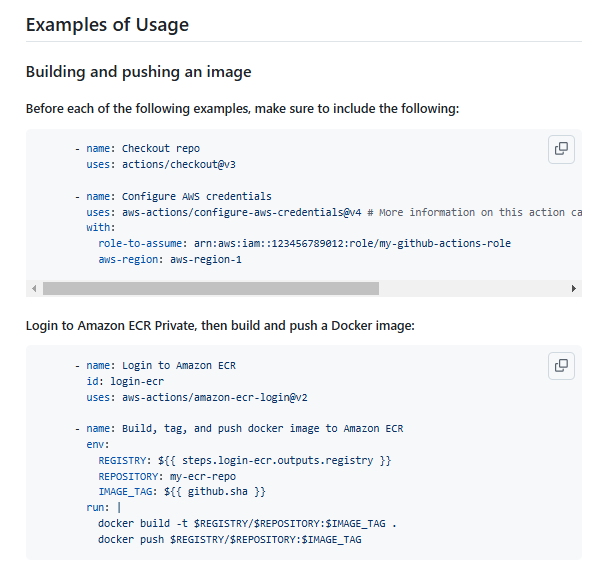 Examples of Usage
Building and pushing an image
Before each of the following examples, make sure to include the following:
- name: Checkout repo
uses: actions/checkout@v3
- name: Configure AWS credentials
uses: aws-actions/configure-aws-credentials@v4 # More information on this action ca
with:
role-to-assume: arn:aws:iam::123456789012:role/my-github-actions-role
aws-region: aws-region-1
Login to Amazon ECR Private, then build and push a Docker image:
- name: Login to Amazon ECR
id: login-ecr
uses: aws-actions/amazon-ecr-login@v2
- name: Build, tag, and push docker image to Amazon ECR
env:
REGISTRY: ${{ steps.login-ecr.outputs.registry }}
REPOSITORY: my-ecr-repo
IMAGE_TAG: ${{ github.sha }}
run: |
docker build -t $REGISTRY/$REPOSITORY:$IMAGE_TAG .
docker push $REGISTRY/$REPOSITORY:$IMAGE_TAG